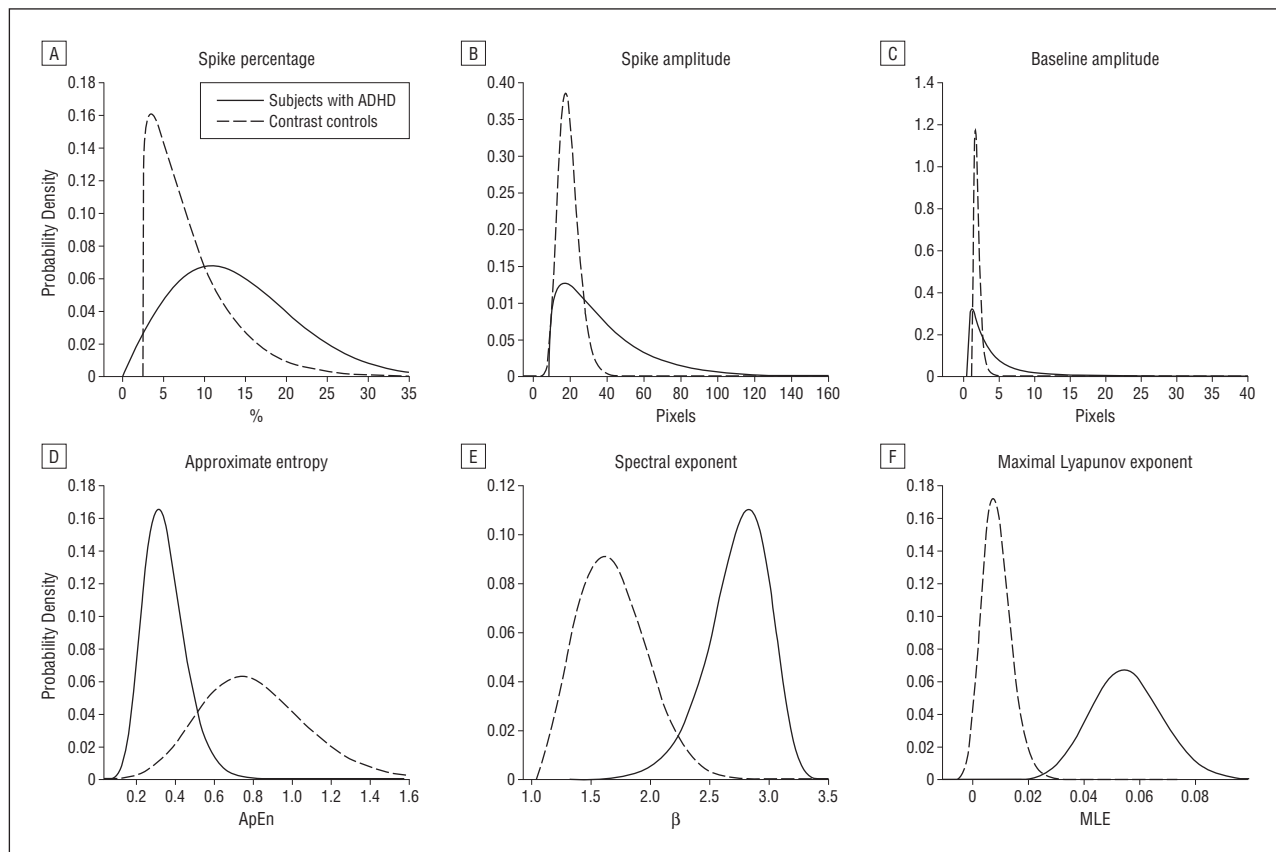 A
Spike percentage
0.18
0.16
0.14
0.12
0.10
0.08
0.06
0.04
0.02
0
Probability Density
Subjects with ADHD
Contrast controls
0 5 10 15 20 25 30 35
%
B
Spike amplitude
0.40
0.35
0.30
0.25
0.20
0.15
0.01
0.05
0
0 20 40 60 80 100 120 140 160
Pixels
C
Baseline amplitude
1.4
1.2
1.0
0.8
0.6
0.4
0.2
0
0 5 10 15 20 25 30 35 40
Pixels
D
Approximate entropy
0.18
0.16
0.14
0.12
0.10
0.08
0.06
0.04
0.02
0
Probability Density
0.2 0.4 0.6 0.8 1.0 1.2 1.4 1.6
ApEn
E
Spectral exponent
0.12
0.10
0.08
0.06
0.04
0.02
0
1.0 1.5 2.0 2.5 3.0 3.5
β
F
Maximal Lyapunov exponent
0.18
0.16
0.14
0.12
0.10
0.08
0.06
0.04
0.02
0
0 0.02 0.04 0.06 0.08
MLE